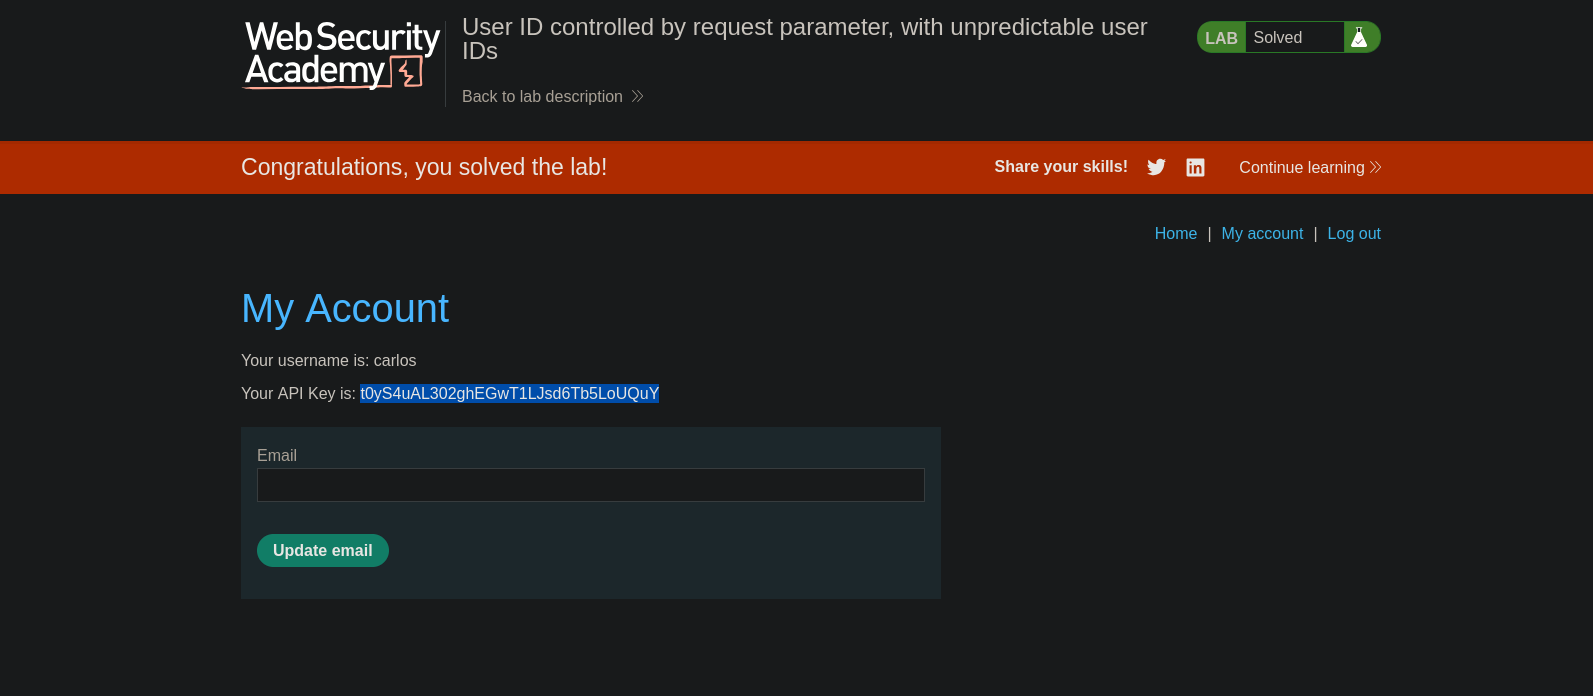 Web Security
Academy
User ID controlled by request parameter, with unpredictable user
IDs
Back to lab description
LAB Solved
Congratulations, you solved the lab!
Share your skills!
Continue learning
Home | My account | Log out
My Account
Your username is: carlos
Your API Key is: t0yS4uAL302ghEGwT1LJsd6Tb5LoUQuY
Email
Update email